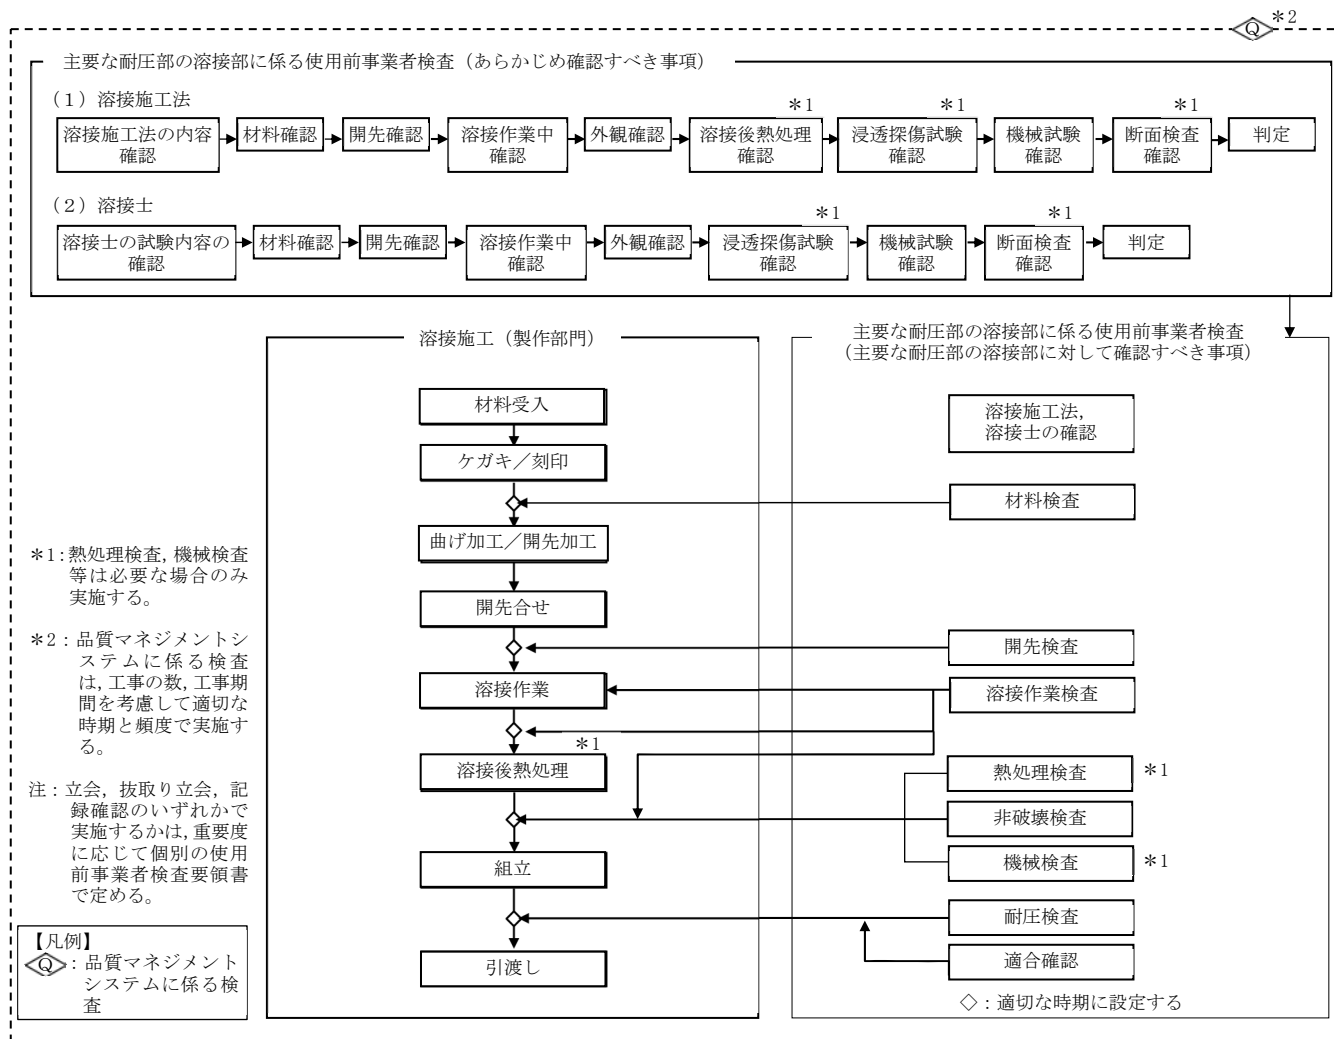 Q
＊2
主要な耐圧部の溶接部に係る使用前事業者検査（あらかじめ確認すべき事項）
（１）溶接施工法
＊1
＊1
＊1
溶接施工法の内容
確認
材料確認
開先確認
溶接作業中
確認
外観確認
溶接後熱処理
確認
浸透探傷試験
確認
機械試験
確認
断面検査
確認
判定
（２）溶接士
＊1
＊1
溶接士の試験内容の
確認
材料確認
開先確認
溶接作業中
確認
外観確認
浸透探傷試験
確認
機械試験
確認
断面検査
確認
判定
溶接施工（製作部門）
材料受入
ケガキ／刻印
曲げ加工／開先加工
開先合せ
溶接作業
＊1
溶接後熱処理
組立
引渡し
主要な耐圧部の溶接部に係る使用前事業者検査
（主要な耐圧部の溶接部に対して確認すべき事項）
溶接施工法，
溶接士の確認
材料検査
開先検査
溶接作業検査
熱処理検査 ＊1
非破壊検査
機械検査 ＊1
耐圧検査
適合確認
◇：適切な時期に設定する
＊1：熱処理検査，機械検査
等は必要な場合のみ
実施する。
＊2：品質マネジメントシ
ステムに係る検査
は，工事の数，工事期
間を考慮して適切な
時期と頻度で実施す
る。
注：立会，抜取り立会，記
録確認のいずれかで
実施するかは，重要度
に応じて個別の使用
前事業者検査要領書
で定める。
【凡例】
Q：品質マネジメント
システムに係る検
査